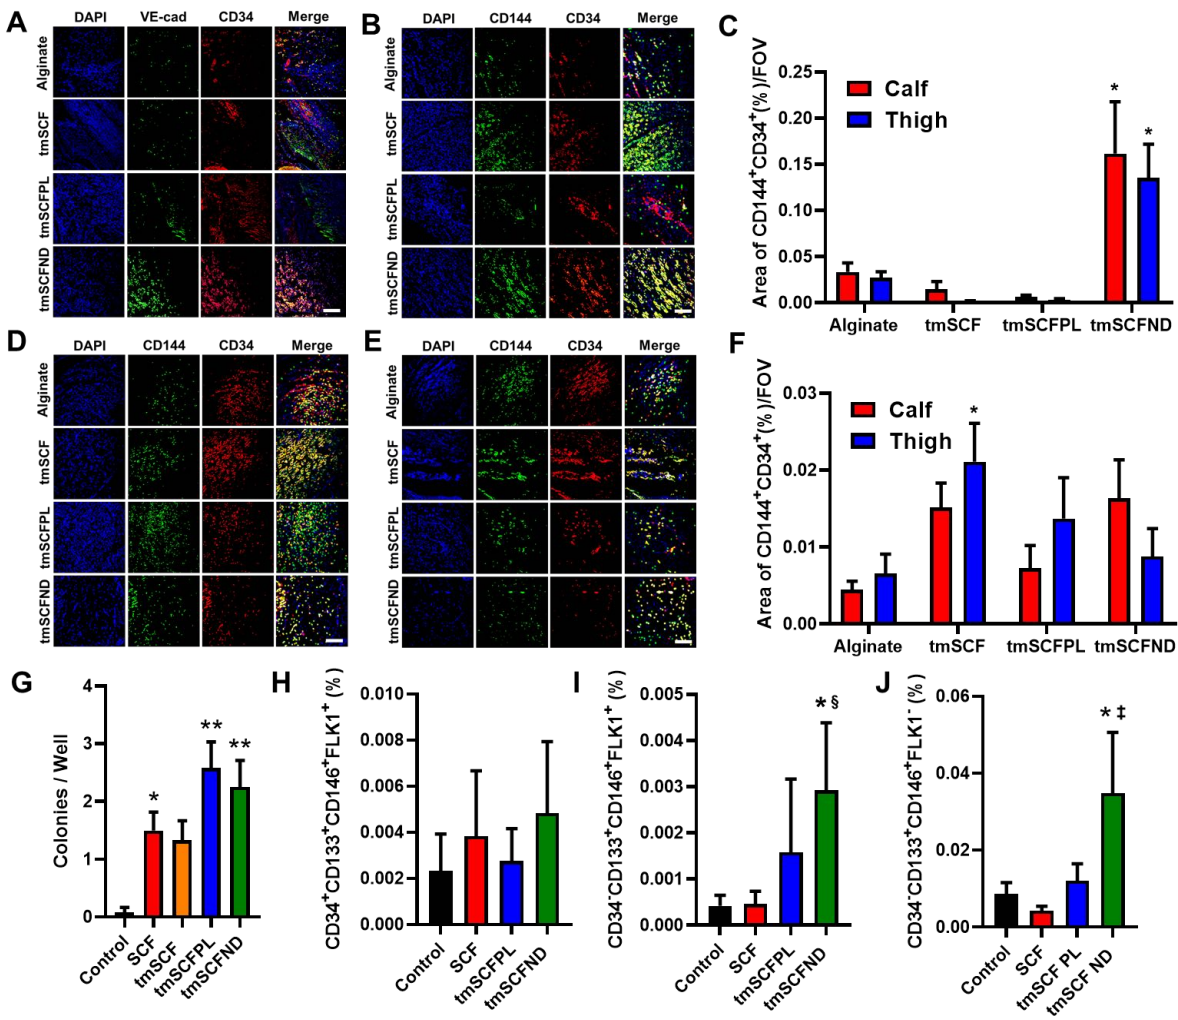 A
DAPI VE-cad CD34 Merge
Alginate
tmSCF
tmSCFPL
tmSCFND
B
DAPI CD144 CD34 Merge
Alginate
tmSCF
tmSCFPL
tmSCFND
C
Area of CD144⁺CD34⁺(%)/FOV
0.25
0.20
0.15
0.10
0.05
0.00
Calf
Thigh
*
*
Alginate tmSCF tmSCFPL tmSCFND
D
DAPI CD144 CD34 Merge
Alginate
tmSCF
tmSCFPL
tmSCFND
E
DAPI CD144 CD34 Merge
Alginate
tmSCF
tmSCFPL
tmSCFND
F
Area of CD144⁺CD34⁺(%)/FOV
0.03
0.02
0.01
0.00
Calf
Thigh
*
Alginate tmSCF tmSCFPL tmSCFND
G
Colonies / Well
4
3
2
1
0
*
**
**
Control
SCF
tmSCF
tmSCFPL
tmSCFND
H
CD34⁺CD133⁺CD146⁺FLK1⁺ (%)
0.010
0.008
0.006
0.004
0.002
0.000
Control
SCF
tmSCFPL
tmSCFND
I
CD34⁻CD133⁺CD146⁺FLK1⁺ (%)
0.005
0.004
0.003
0.002
0.001
0.000
* §
Control
SCF
tmSCFPL
tmSCFND
J
CD34⁻CD133⁺CD146⁺FLK1⁻ (%)
0.06
0.04
0.02
0.00
* ‡
Control
SCF
tmSCF PL
tmSCF ND